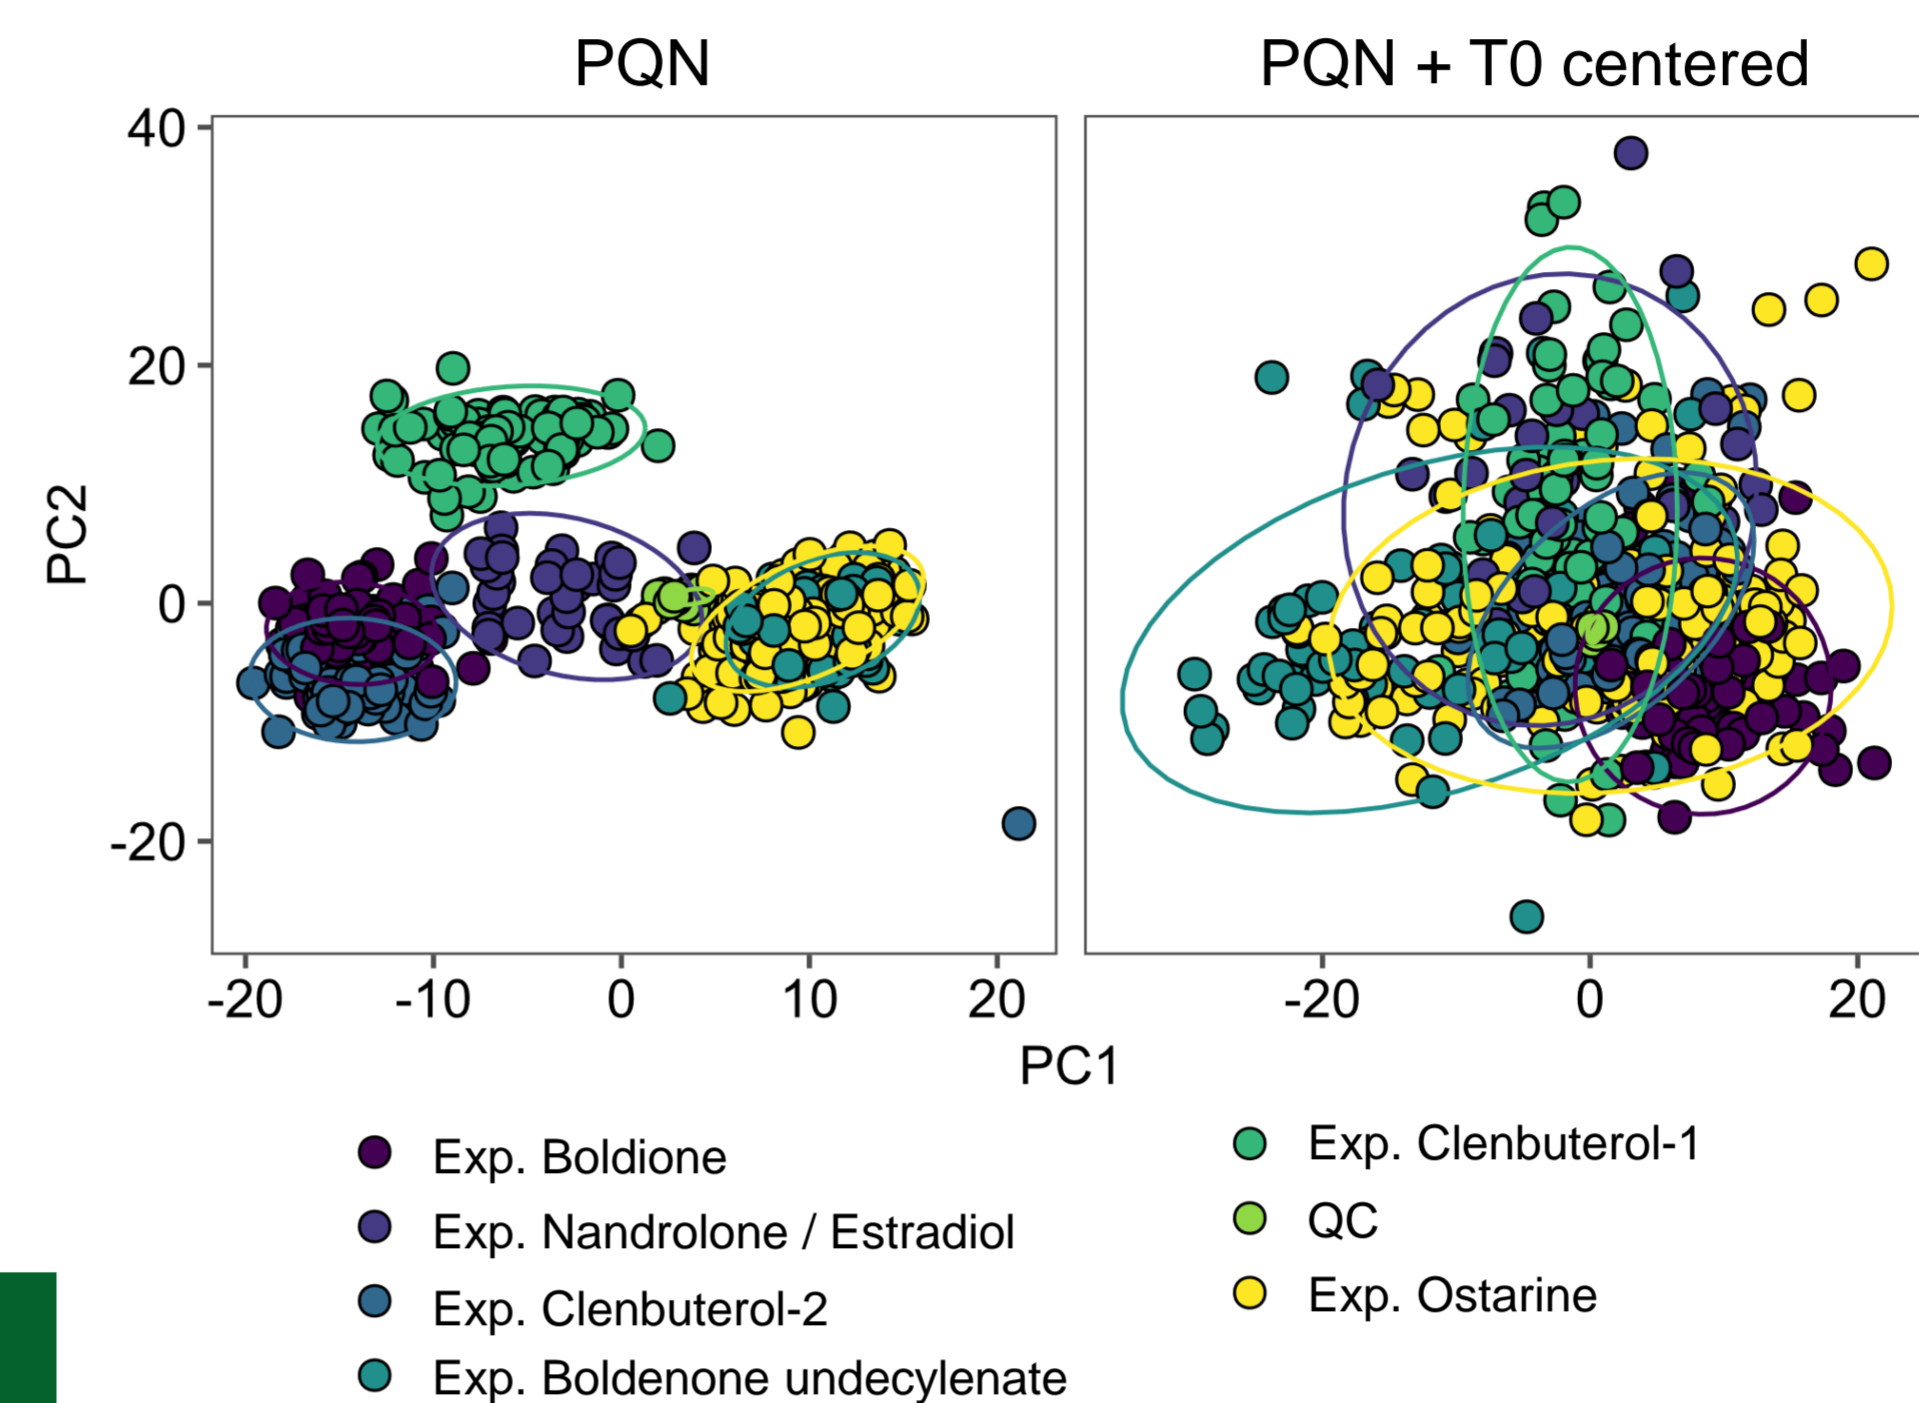 PQN
PQN + T0 centered
40
20
0
-20
PC2
-20 -10 0 10 20
-20 0 20
PC1
Exp. Boldione
Exp. Nandrolone / Estradiol
Exp. Clenbuterol-2
Exp. Boldenone undecylenate
Exp. Clenbuterol-1
QC
Exp. Ostarine